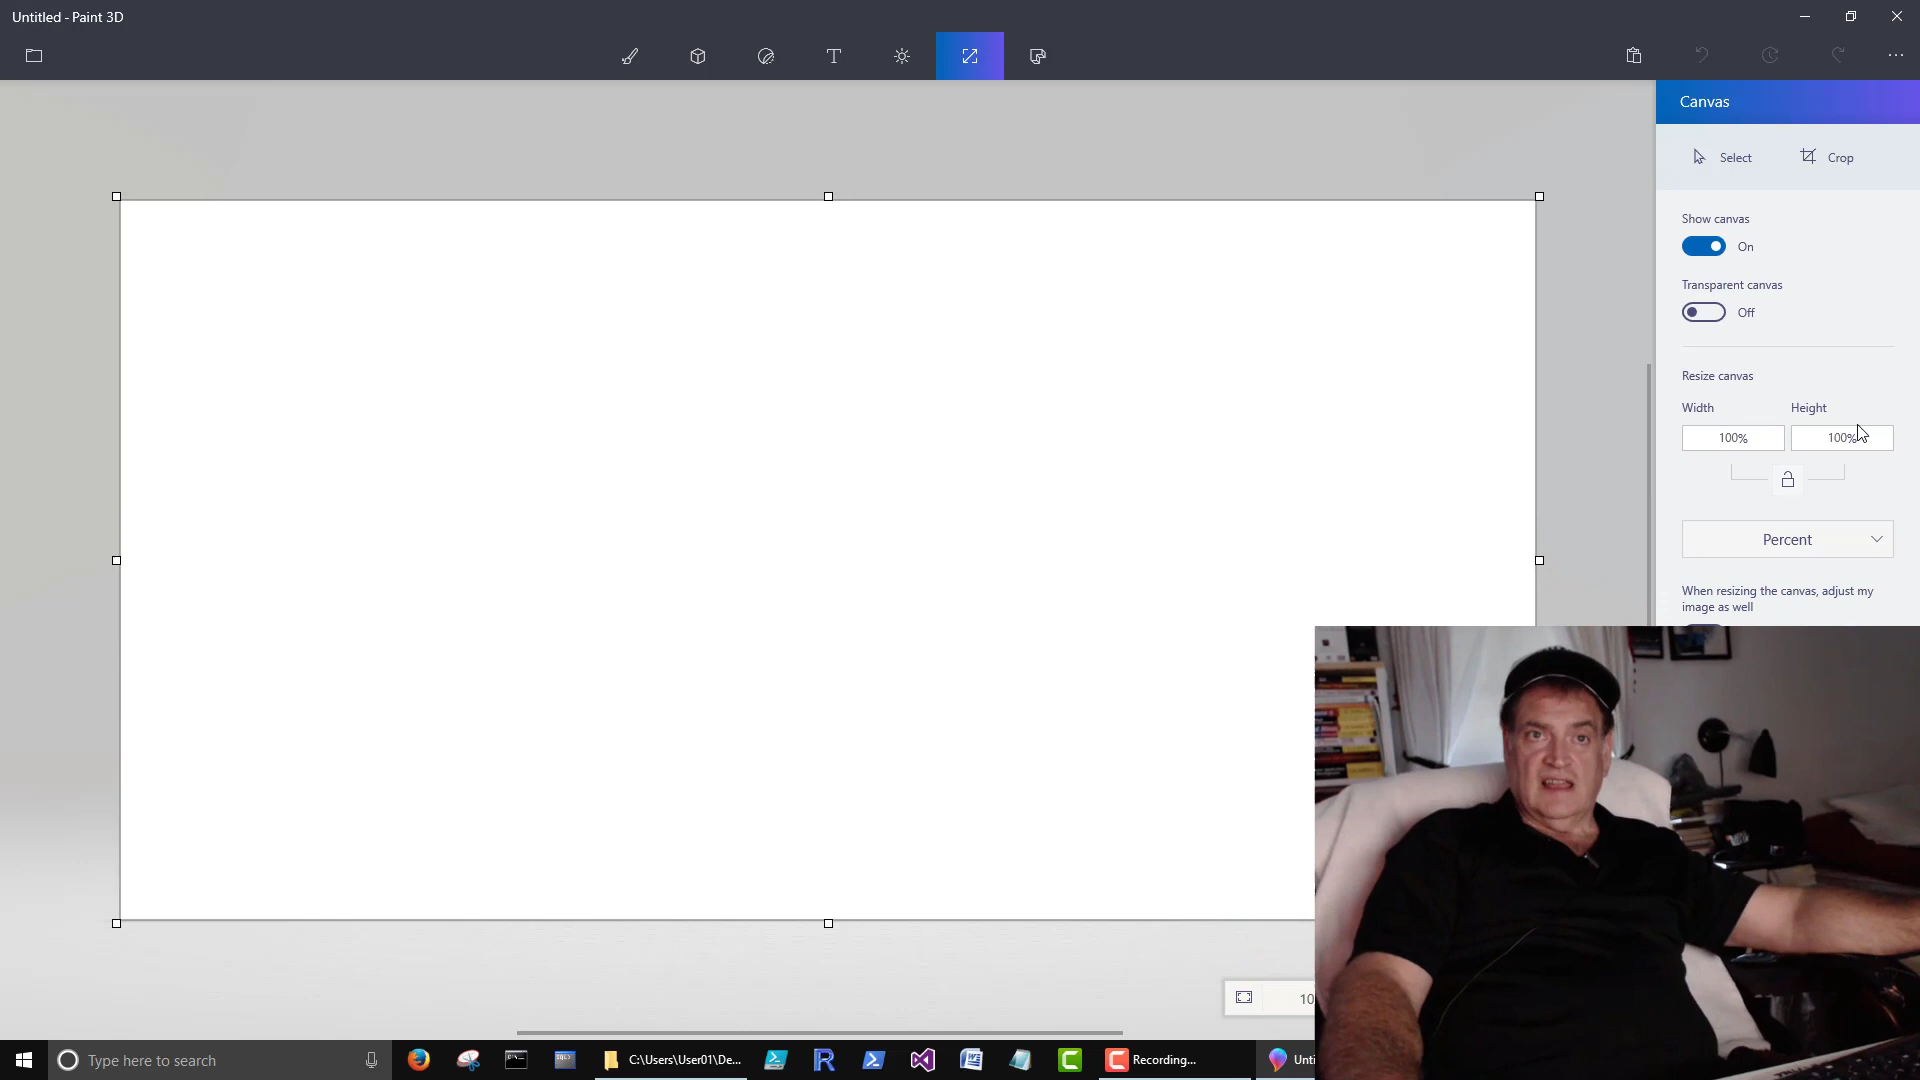 Untitled - Paint 3D
Canvas
Select
Crop
Show canvas
On
Transparent canvas
Off
Resize canvas
Width
Height
100%
100%
Percent
When resizing the canvas, adjust my
image as well
10
Type here to search
C:\Users\User01\De...
Recording...
Unti